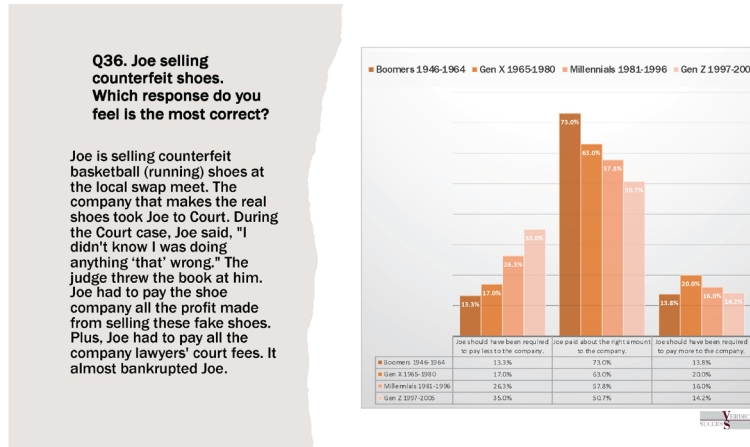 Q36. Joe selling
counterfeit shoes.
Which response do you
feel is the most correct?
Joe is selling counterfeit
basketball (running) shoes at
the local swap meet. The
company that makes the real
shoes took Joe to Court. During
the Court case, Joe said, "I
didn't know I was doing
anything ‘that’ wrong." The
judge threw the book at him.
Joe had to pay the shoe
company all the profit made
from selling these fake shoes.
Plus, Joe had to pay all the
company lawyers' court fees. It
almost bankrupted Joe.
Boomers 1946-1964 Gen X 1965-1980 Millennials 1981-1996 Gen Z 1997-200
13.3% 17.0% 26.3% 35.0% 73.0% 63.0% 57.8% 50.7% 13.8% 20.0% 16.0% 14.2%
Joe should have been required Joe paid about the right amount Joe should have been required
to pay less to the company. to the company. to pay more to the company.
Boomers 1946-1964 13.3% 73.0% 13.8%
Gen X 1965-1980 17.0% 63.0% 20.0%
Millennials 1981-1996 26.3% 57.8% 16.0%
Gen Z 1997-2005 35.0% 50.7% 14.2%
VERDIC
SUCCESS